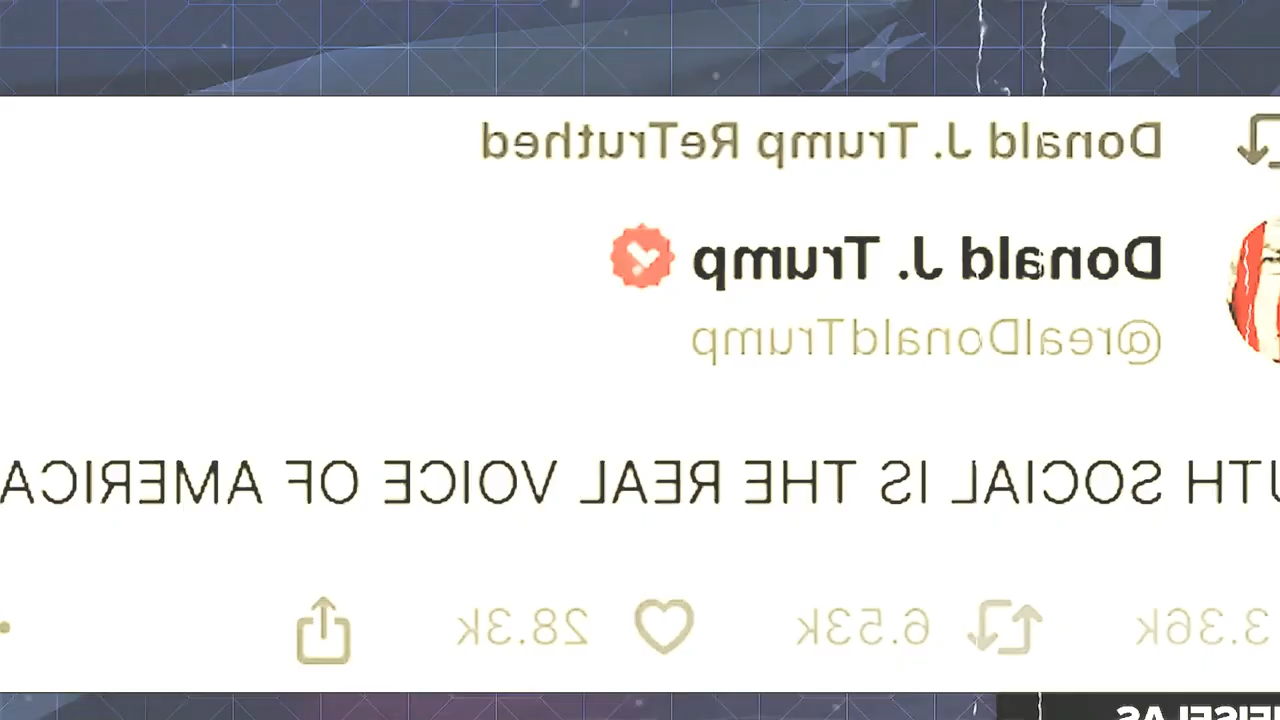 Donald J. Trump ReTruthed
Donald J. Trump
@realDonaldTrump
UTH SOCIAL IS THE REAL VOICE OF AMERICA
3.36k 6.53k 28.3k